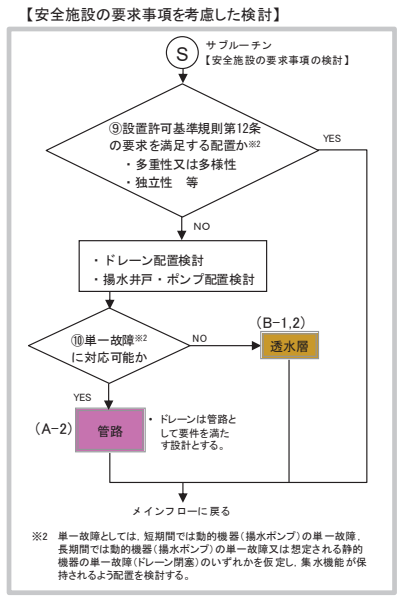 【安全施設の要求事項を考慮した検討】
S
サブルーチン
【安全施設の要求事項の検討】
⑨設置許可基準規則第12条
の要求を満足する配置か※2
・多重性又は多様性
・独立性　等
YES
NO
・ドレーン配置検討
・揚水井戸・ポンプ配置検討
⑩単一故障※2
に対応可能か
NO
(B-1,2)
透水層
YES
(A-2)
管路
・ドレーンは管路と
して要件を満た
す設計とする。
メインフローに戻る
※2　単一故障としては，短期間では動的機器（揚水ポンプ）の単一故障，
長期間では動的機器（揚水ポンプ）の単一故障又は想定される静的
機器の単一故障（ドレーン閉塞）のいずれかを仮定し，集水機能が保
持されるよう配置を検討する。